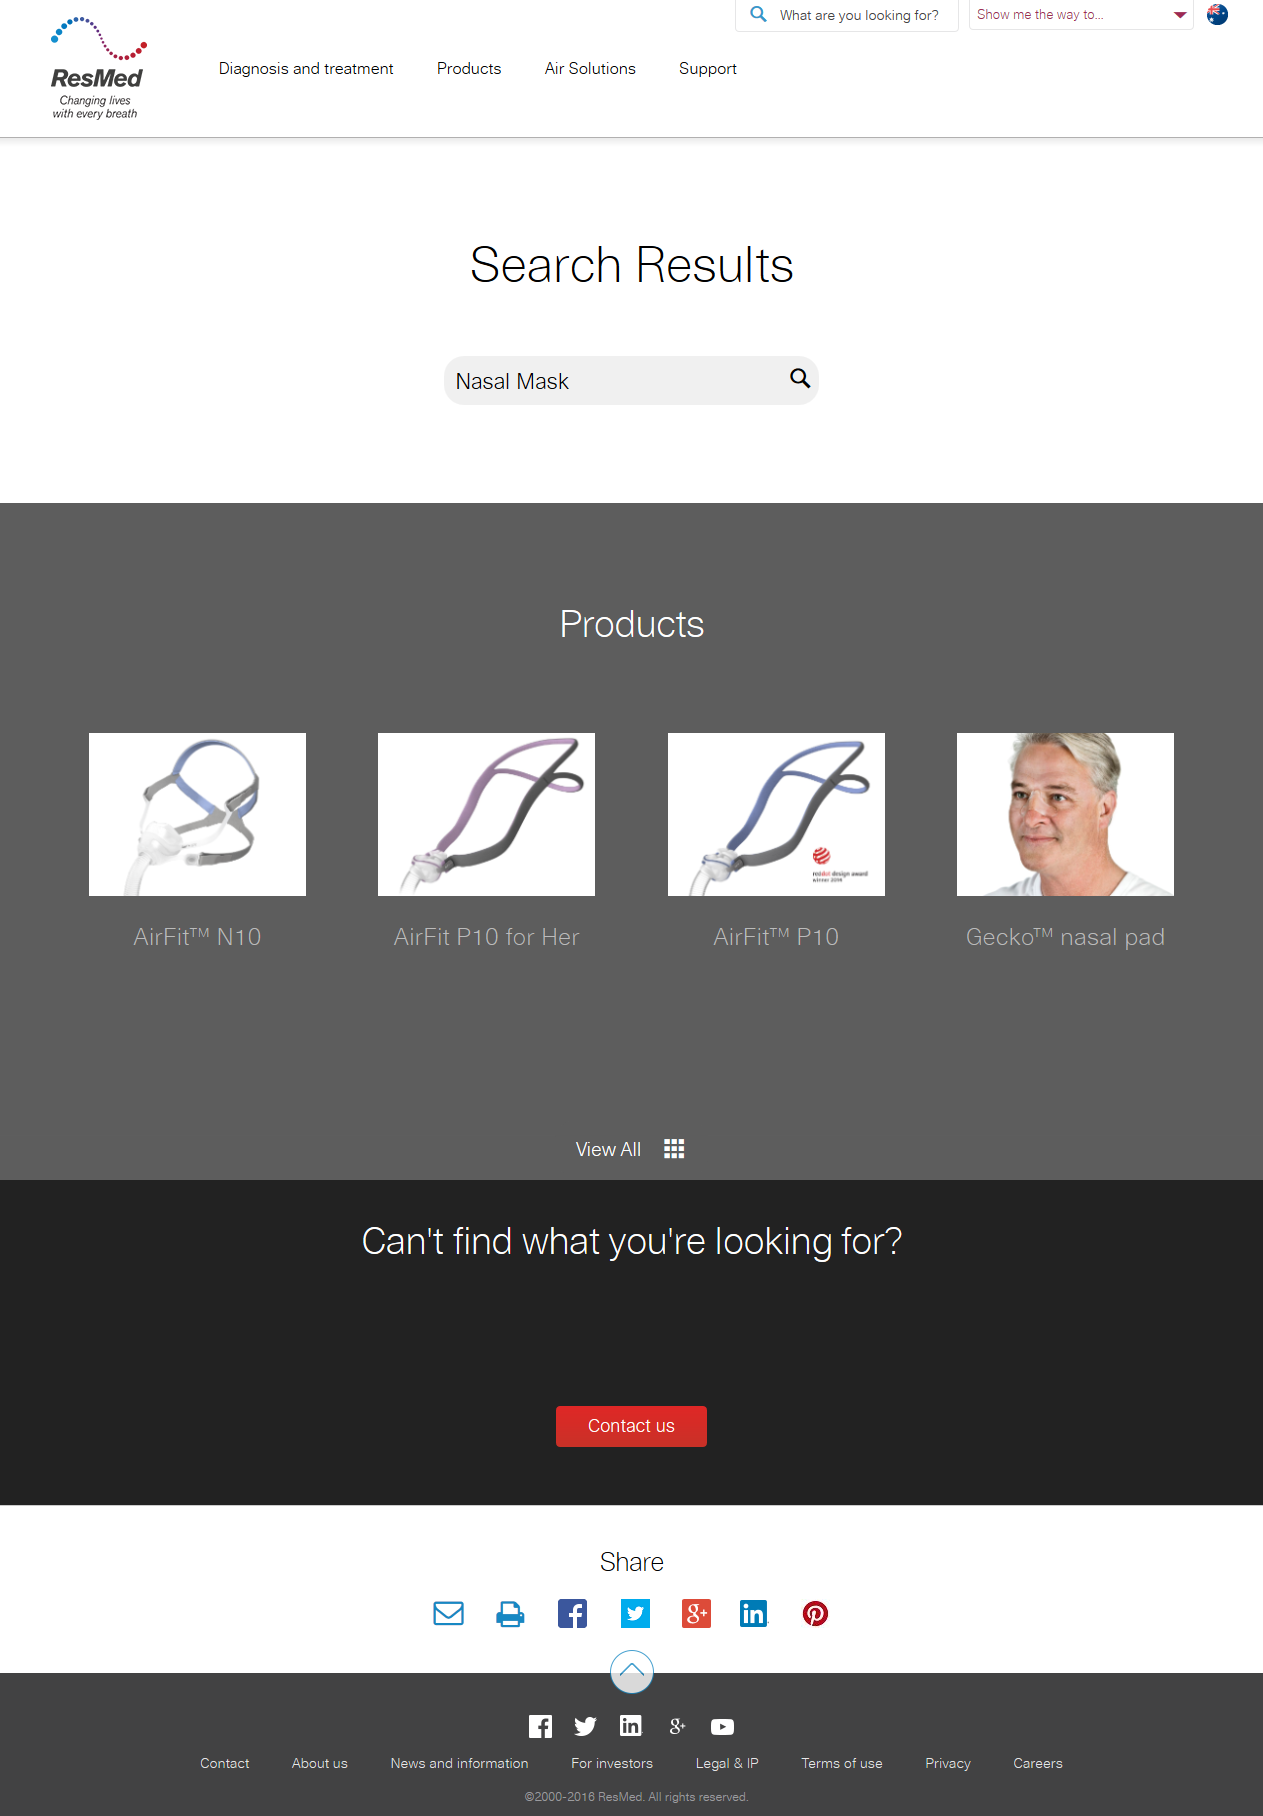 What are you looking for?
Show me the way to...
ResMed
Changing lives
with every breath
Diagnosis and treatment
Products
Air Solutions
Support
Search Results
Nasal Mask
Products
reddot design award
winner 2014
AirFit™ N10
AirFit P10 for Her
AirFit™ P10
Gecko™ nasal pad
View All
Can't find what you're looking for?
Contact us
Share
Contact
About us
News and information
For investors
Legal & IP
Terms of use
Privacy
Careers
©2000-2016 ResMed. All rights reserved.